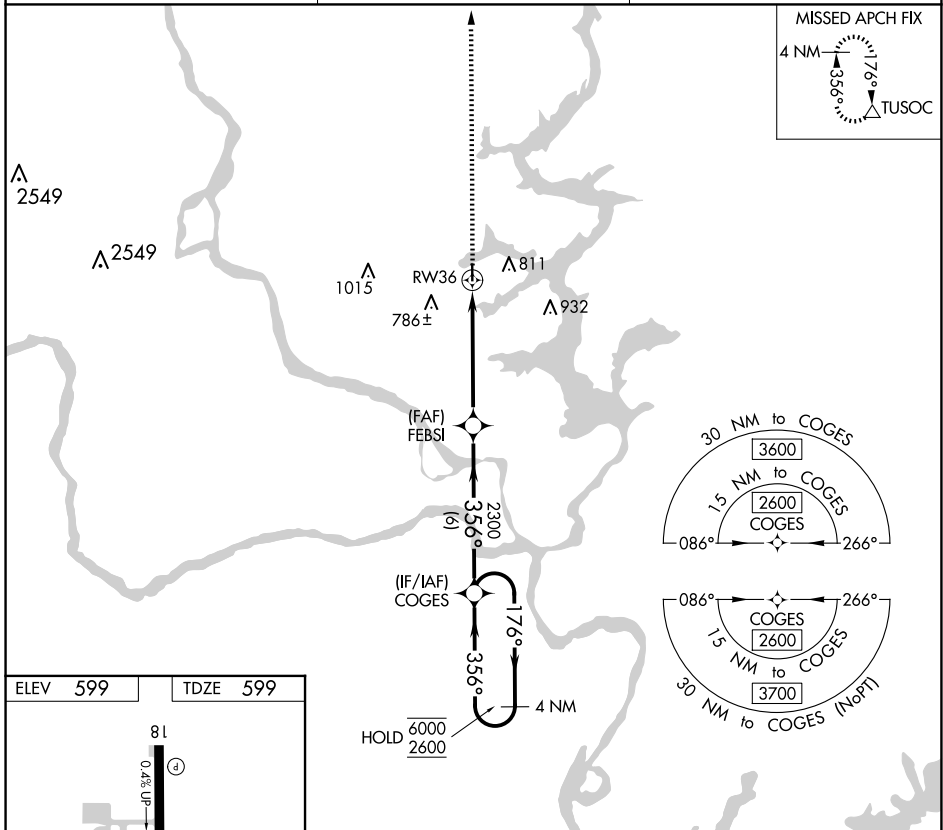 MISSED APCH FIX
4 NM
176°
356°
TUSOC
2549
2549
1015
RW36
811
786±
932
(FAF)
FEBSI
2300
356°
(6)
(IF/IAF)
COGES
176°
356°
4 NM
HOLD 6000
2600
30 NM to COGES
3600
15 NM to COGES
2600
COGES
086°
266°
086°
266°
COGES
2600
15 NM to COGES
3700
30 NM to COGES (NoPT)
ELEV 599
TDZE 599
18
P
0.4% UP